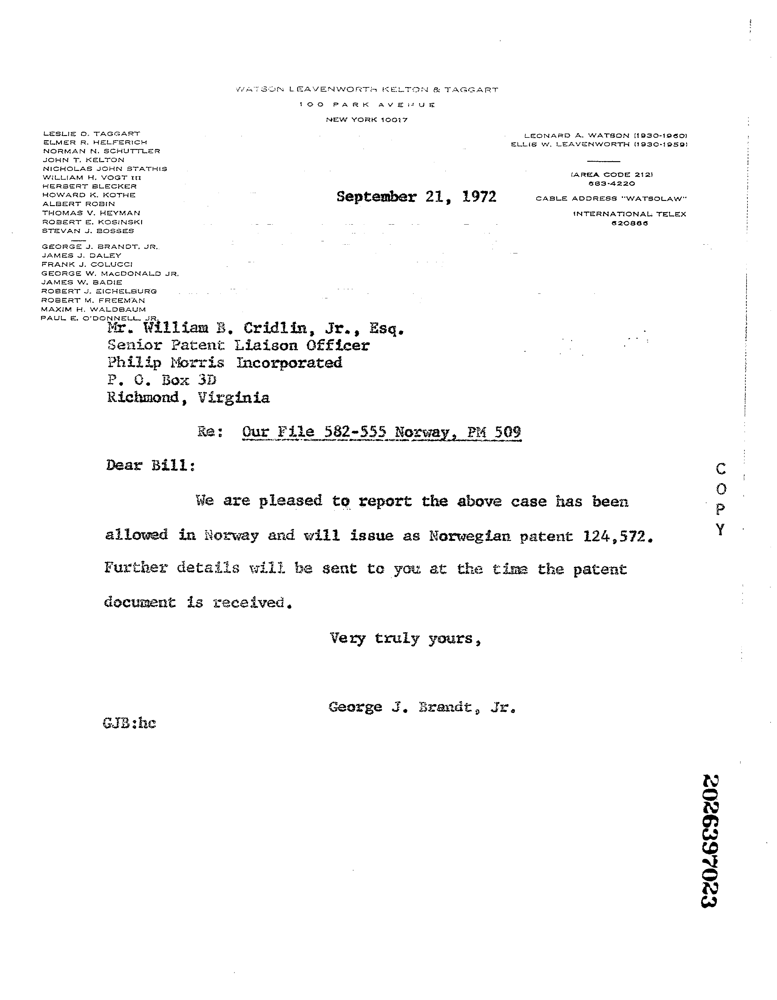 WATSON LEAVENWORTH KELTON & TAGGART
100 PARK AVENUE
NEW YORK 10017
LESLIE D. TAGGART
ELMER R. HELFERICH
NORMAN N. SCHUTTLER
JOHN T. KELTON
NICHOLAS JOHN STATHIS
WILLIAM H. VOGT III
HERBERT BLECKER
HOWARD K. KOTHE
ALBERT ROBIN
THOMAS V. HEYMAN
ROBERT E. KOSINSKI
STEVAN J. BOSSES
GEORGE J. BRANDT, JR.
JAMES J. DALEY
FRANK J. COLUCCI
GEORGE W. MACDONALD JR.
JAMES W. BADIE
ROBERT J. EICHELBURG
ROBERT M. FREEMAN
MAXIM H. WALDBAUM
PAUL E. O'DONNELL, JR.
LEONARD A. WATSON (1930-1960)
ELLIS W. LEAVENWORTH (1930-1959)
(AREA CODE 212)
683-4220
CABLE ADDRESS "WATSOLAW"
INTERNATIONAL TELEX
620866
September 21, 1972
Mr. William B. Cridlin, Jr., Esq.
Senior Patent Liaison Officer
Philip Morris Incorporated
P. O. Box 3D
Richmond, Virginia
Re: Our File 582-555 Norway, PM 509
Dear Bill:
We are pleased to report the above case has been
allowed in Norway and will issue as Norwegian patent 124,572.
Further details will be sent to you at the time the patent
document is received.
Very truly yours,
George J. Brandt, Jr.
GJB:hc
COPY
2026397023